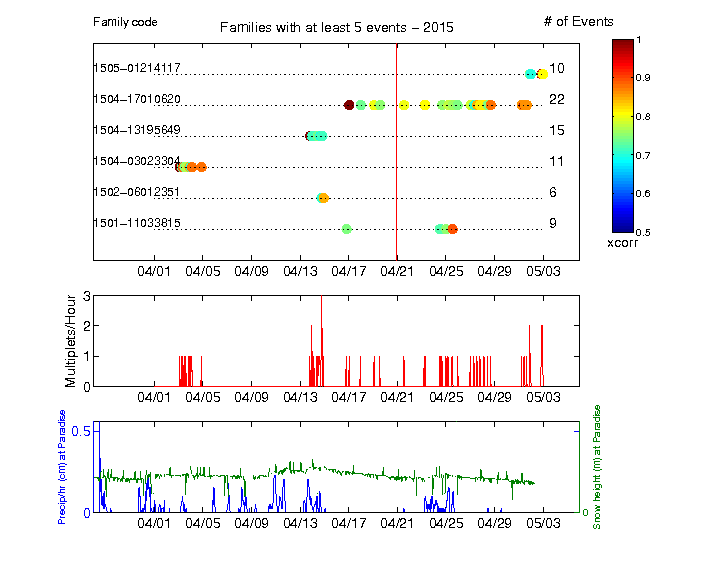 Family code
Families with at least 5 events – 2015
# of Events
1505–01214117 10
1504–17010620 22
1504–13195649 15
1504–03023304 11
1502–06012351 6
1501–11033815 9
04/01 04/05 04/09 04/13 04/17 04/21 04/25 04/29 05/03
1
0.9
0.8
0.7
0.6
0.5
xcorr
Multiplets/Hour
3
2
1
0
04/01 04/05 04/09 04/13 04/17 04/21 04/25 04/29 05/03
Precip/hr (cm) at Paradise
0.5
0
0
Snow height (m) at Paradise
04/01 04/05 04/09 04/13 04/17 04/21 04/25 04/29 05/03